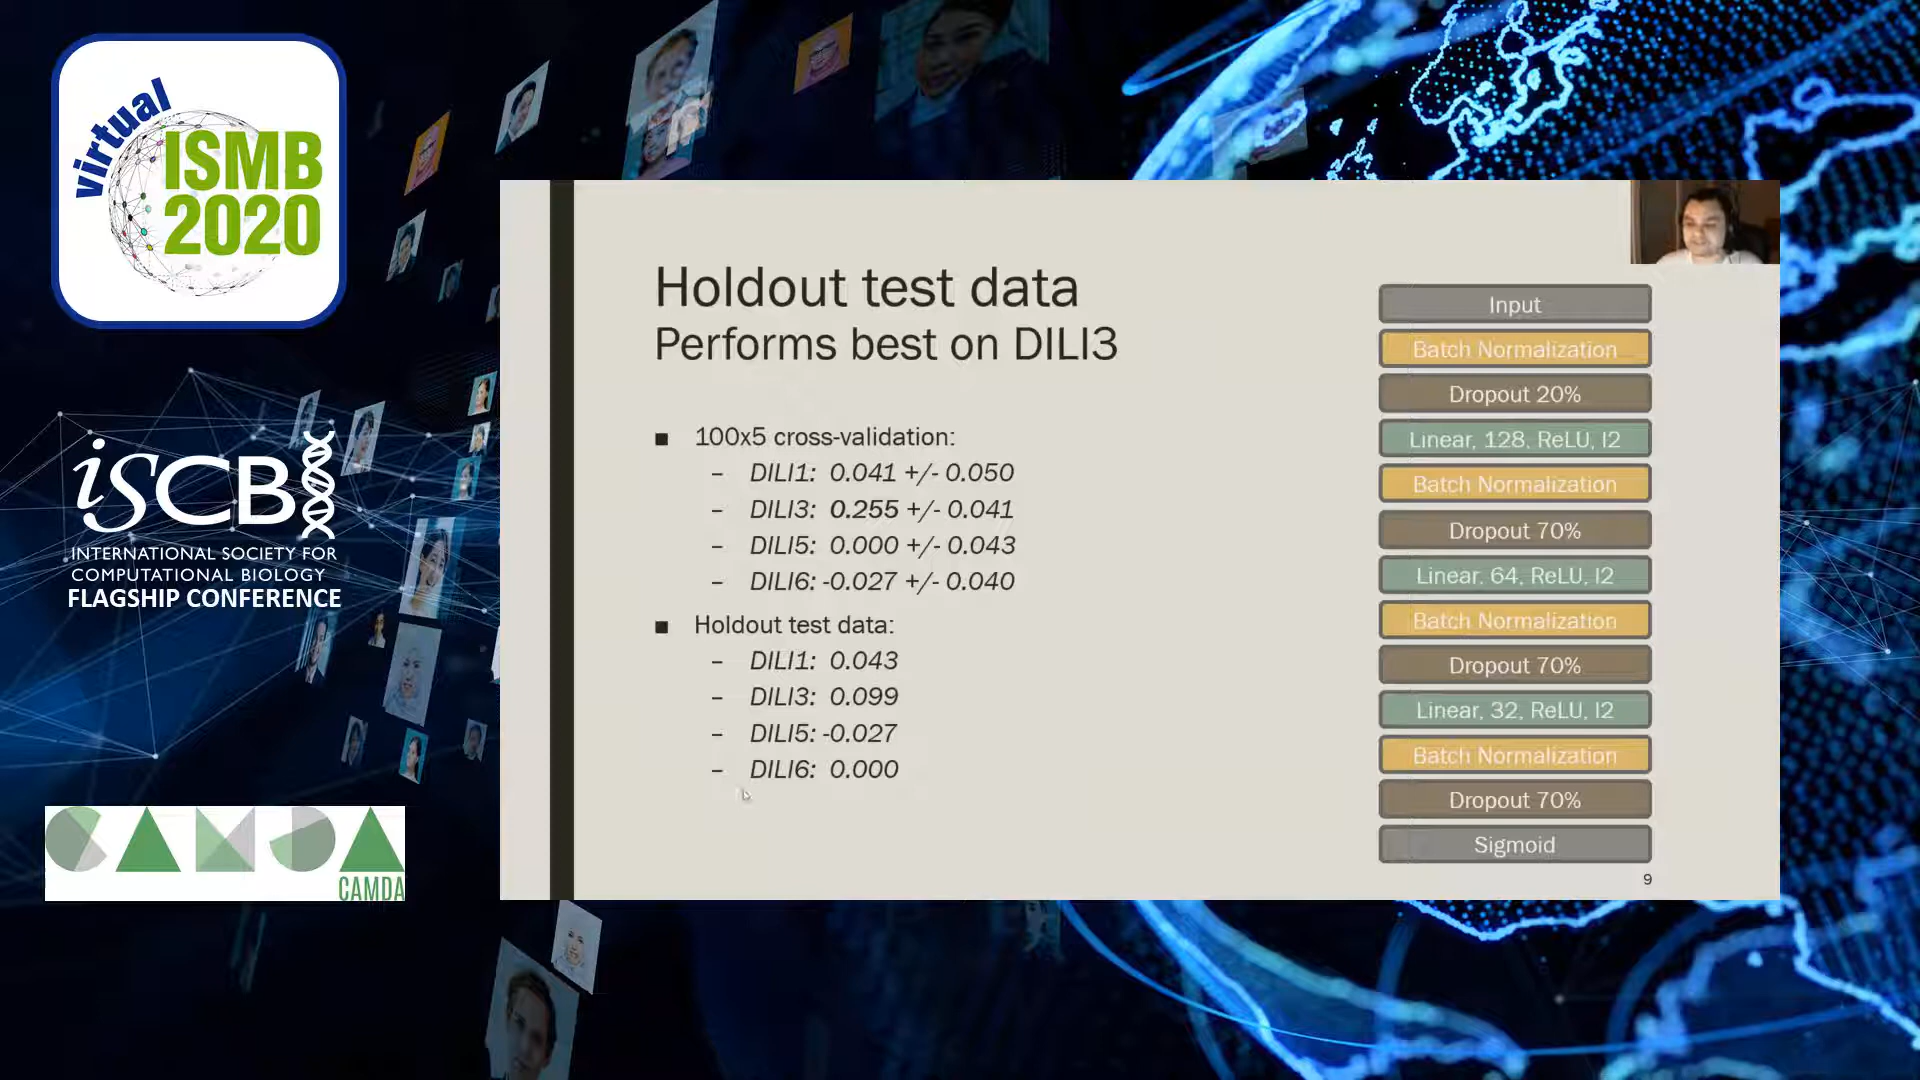 virtual
ISMB
2020
iSCB
INTERNATIONAL SOCIETY FOR
COMPUTATIONAL BIOLOGY
FLAGSHIP CONFERENCE
CAMDA
CAMDA
Holdout test data
Performs best on DILI3
■ 100x5 cross-validation:
– DILI1: 0.041 +/- 0.050
– DILI3: 0.255 +/- 0.041
– DILI5: 0.000 +/- 0.043
– DILI6: -0.027 +/- 0.040
■ Holdout test data:
– DILI1: 0.043
– DILI3: 0.099
– DILI5: -0.027
– DILI6: 0.000
Input
Batch Normalization
Dropout 20%
Linear, 128, ReLU, l2
Batch Normalization
Dropout 70%
Linear, 64, ReLU, l2
Batch Normalization
Dropout 70%
Linear, 32, ReLU, l2
Batch Normalization
Dropout 70%
Sigmoid
9